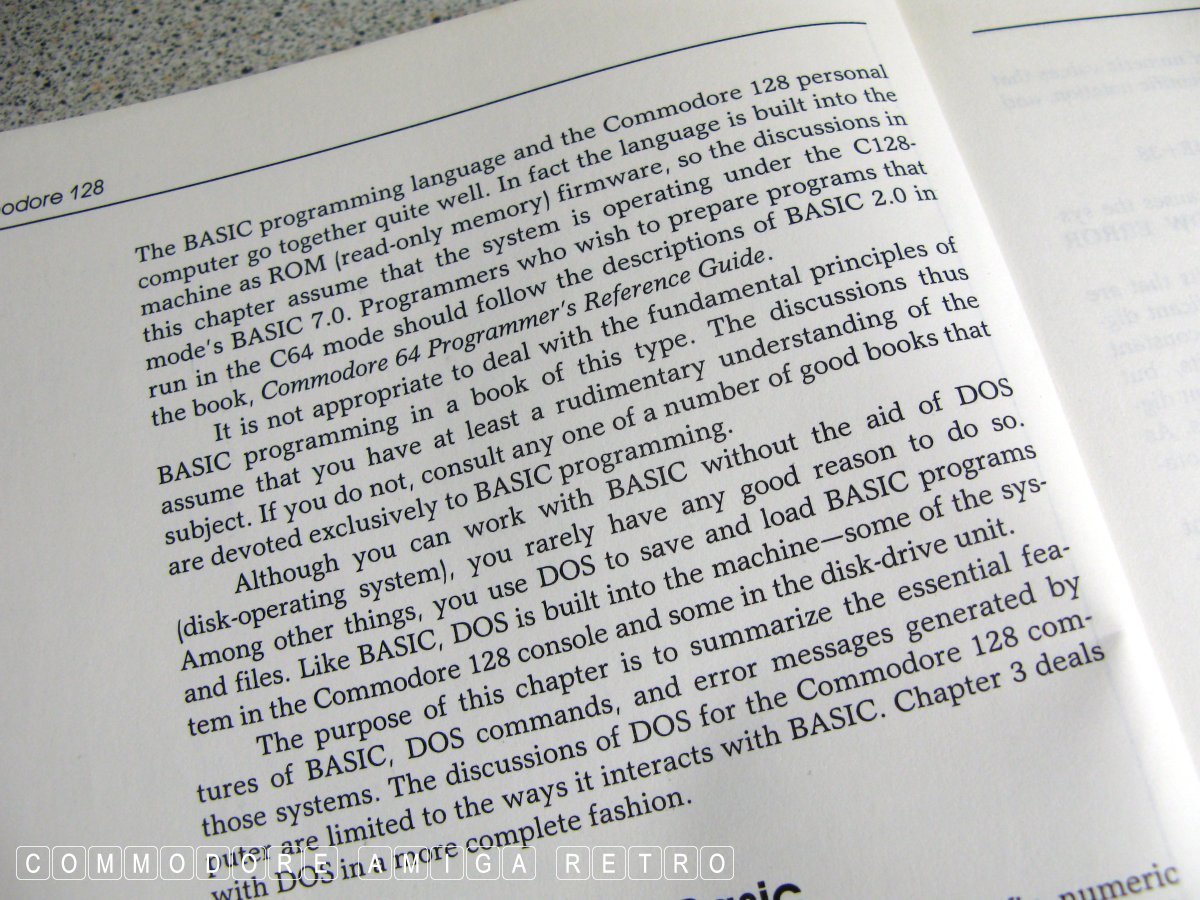 odore 128
The BASIC programming language and the Commodore 128 personal
computer go together quite well. In fact the language is built into the
machine as ROM (read-only memory) firmware, so the discussions in
this chapter assume that the system is operating under the C128-
mode's BASIC 7.0. Programmers who wish to prepare programs that
run in the C64 mode should follow the descriptions of BASIC 2.0 in
the book, Commodore 64 Programmer's Reference Guide.
It is not appropriate to deal with the fundamental principles of
BASIC programming in a book of this type. The discussions thus
assume that you have at least a rudimentary understanding of the
subject. If you do not, consult any one of a number of good books that
are devoted exclusively to BASIC programming.
Although you can work with BASIC without the aid of DOS
(disk-operating system), you rarely have any good reason to do so.
Among other things, you use DOS to save and load BASIC programs
and files. Like BASIC, DOS is built into the machine—some of the sys-
tem in the Commodore 128 console and some in the disk-drive unit.
The purpose of this chapter is to summarize the essential fea-
tures of BASIC, DOS commands, and error messages generated by
those systems. The discussions of DOS for the Commodore 128 com-
puter are limited to the ways it interacts with BASIC. Chapter 3 deals
with DOS in a more complete fashion.
Basic
numeric
COMMODORE AMIGA RETRO